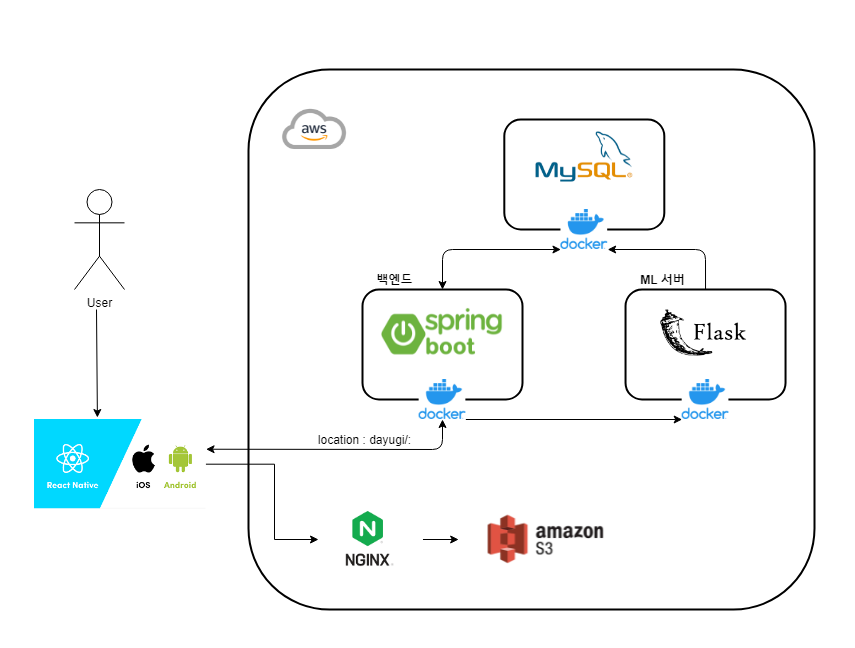 aws
MySQL
docker
User
백엔드
ML 서버
spring
boot
Flask
docker
docker
location : dayugi/:
React Native
iOS
Android
NGINX
amazon
S3